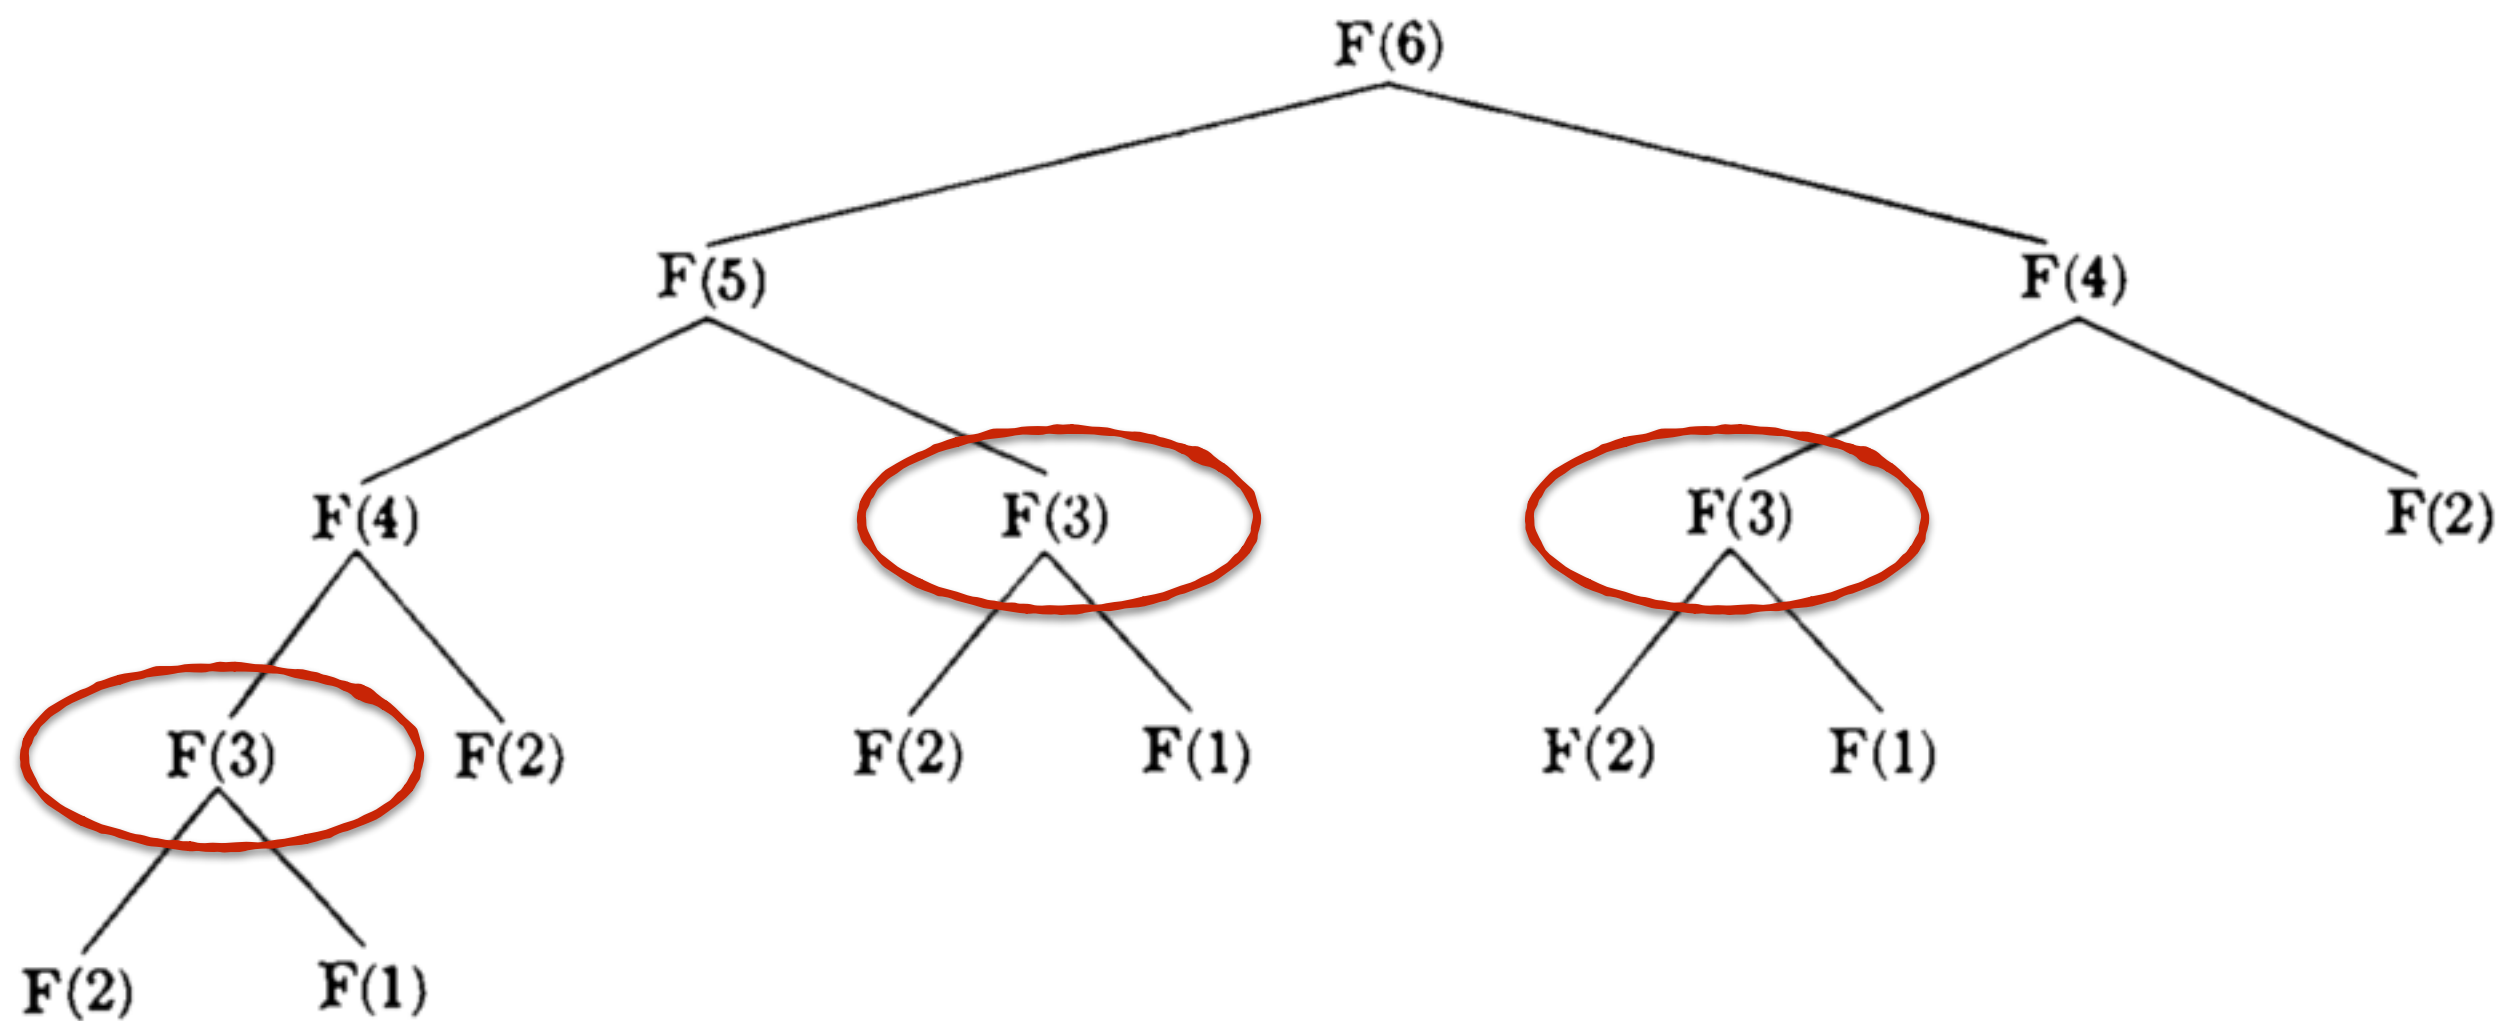 F(6)
F(5) F(4)
F(4) F(3) F(3) F(2)
F(3) F(2) F(2) F(1) F(2) F(1)
F(2) F(1)